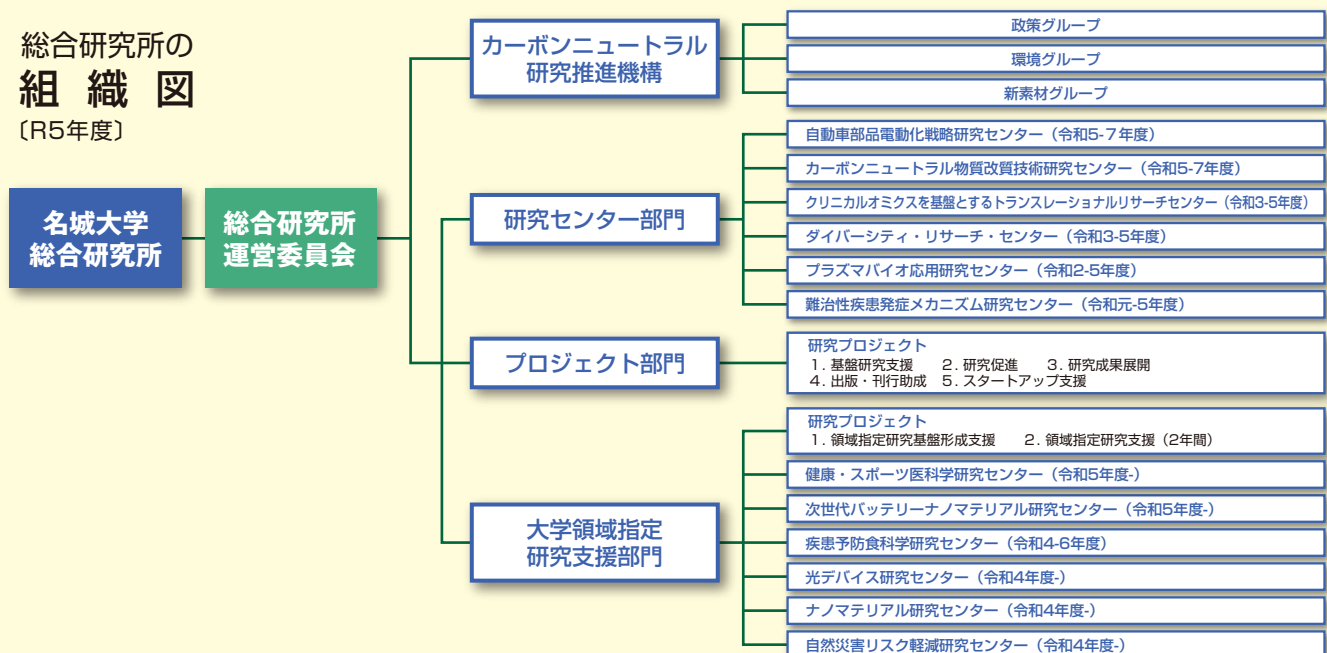 総合研究所の
組織図
〔R5年度〕
名城大学
総合研究所
総合研究所
運営委員会
カーボンニュートラル
研究推進機構
政策グループ
環境グループ
新素材グループ
研究センター部門
自動車部品電動化戦略研究センター（令和5-7年度）
カーボンニュートラル物質改質技術研究センター（令和5-7年度）
クリニカルオミクスを基盤とするトランスレーショナルリサーチセンター（令和3-5年度）
ダイバーシティ・リサーチ・センター（令和3-5年度）
プラズマバイオ応用研究センター（令和2-5年度）
難治性疾患発症メカニズム研究センター（令和元-5年度）
プロジェクト部門
研究プロジェクト
1．基盤研究支援　2．研究促進　3．研究成果展開
4．出版・刊行助成　5．スタートアップ支援
大学領域指定
研究支援部門
研究プロジェクト
1．領域指定研究基盤形成支援　2．領域指定研究支援（2年間）
健康・スポーツ医科学研究センター（令和5年度-）
次世代バッテリーナノマテリアル研究センター（令和5年度-）
疾患予防食科学研究センター（令和4-6年度）
光デバイス研究センター（令和4年度-）
ナノマテリアル研究センター（令和4年度-）
自然災害リスク軽減研究センター（令和4年度-）